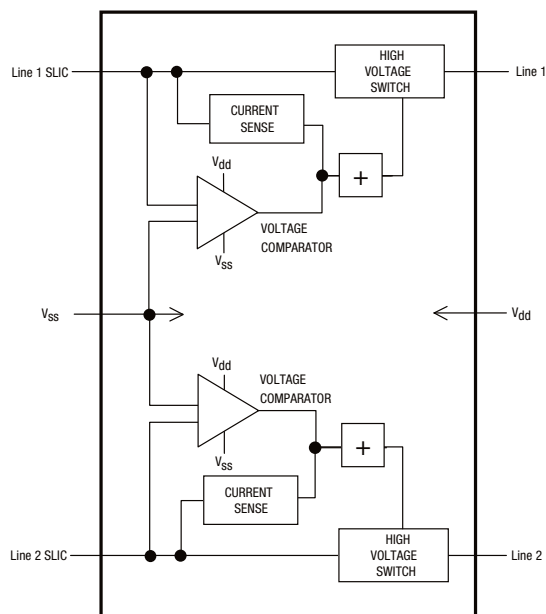 HIGH
VOLTAGE
SWITCH
Line 1 SLIC
Line 1
CURRENT
SENSE
Vdd
+
VOLTAGE
COMPARATOR
Vss
Vss
Vdd
Vdd
VOLTAGE
COMPARATOR
+
Vss
CURRENT
SENSE
HIGH
VOLTAGE
SWITCH
Line 2 SLIC
Line 2